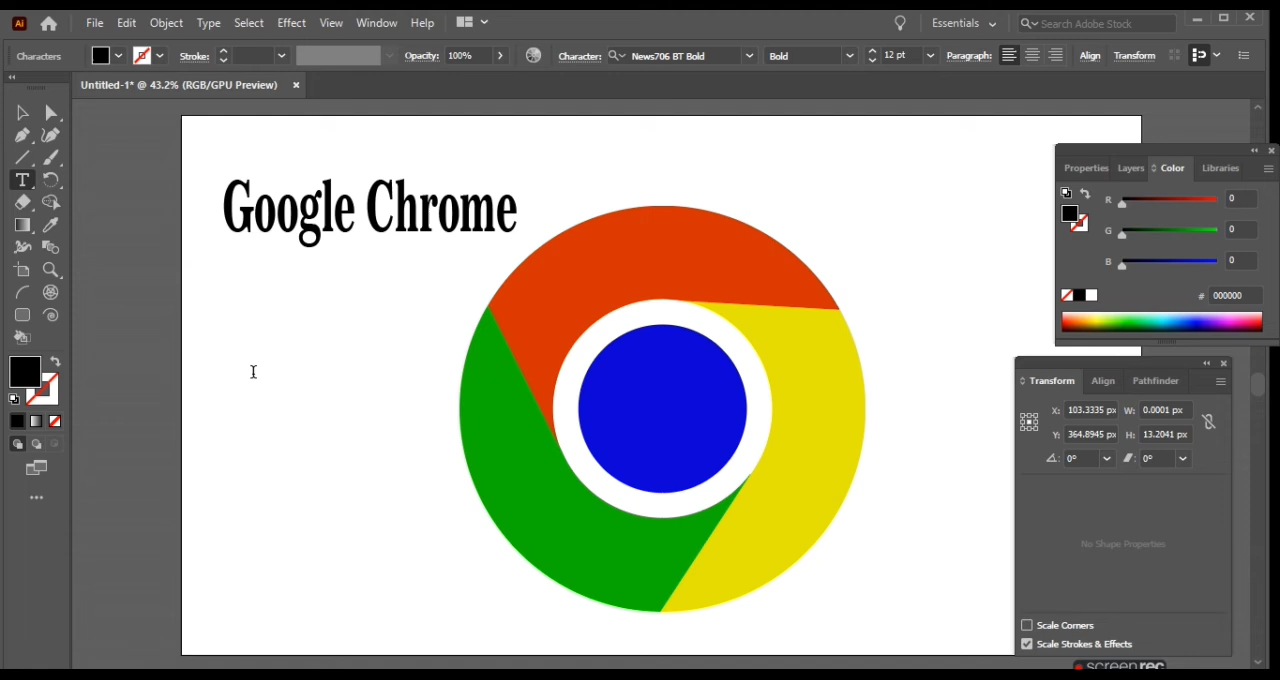 Ai File Edit Object Type Select Effect View Window Help Essentials Search Adobe Stock
Characters Stroke: Opacity: 100% Character: News706 BT Bold Bold 12 pt Paragraph: Align Transform
Untitled-1* @ 43.2% (RGB/GPU Preview) ×
Google Chrome
Properties Layers Color Libraries
R 0
G 0
B 0
# 000000
Transform Align Pathfinder
X: 103.3335 px W: 0.0001 px
Y: 364.8945 px H: 13.2041 px
0° 0°
No Shape Properties
Scale Corners
Scale Strokes & Effects
screenrec